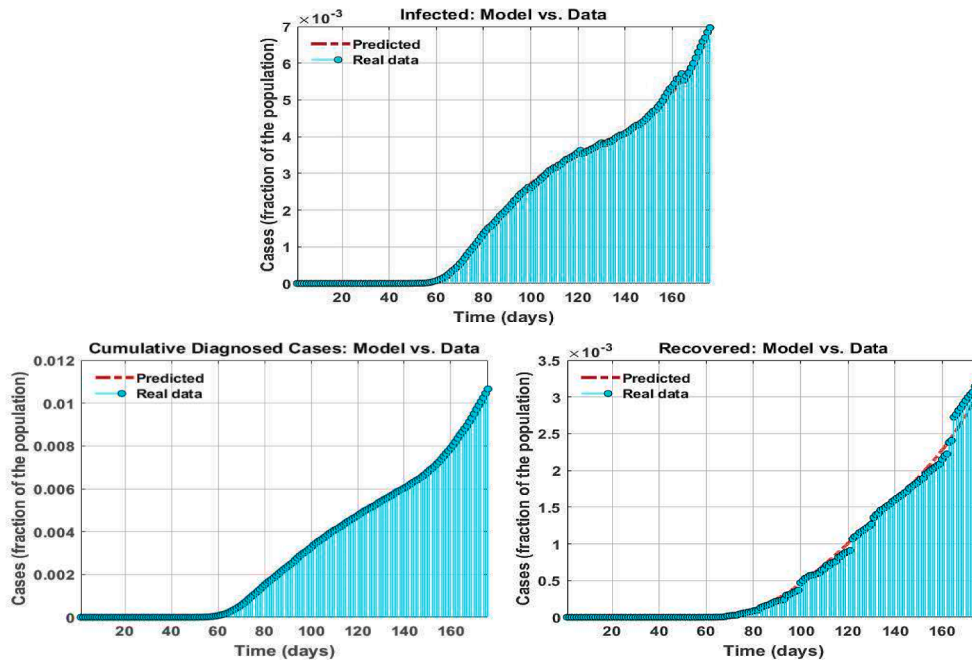 Infected: Model vs. Data
×10⁻³
Predicted
Real data
7
6
5
4
3
2
1
0
Cases (fraction of the population)
20 40 60 80 100 120 140 160
Time (days)
Cumulative Diagnosed Cases: Model vs. Data
Predicted
Real data
0.012
0.01
0.008
0.006
0.004
0.002
0
Cases (fraction of the population)
20 40 60 80 100 120 140 160
Time (days)
Recovered: Model vs. Data
×10⁻³
Predicted
Real data
3.5
3
2.5
2
1.5
1
0.5
0
Cases (fraction of the population)
20 40 60 80 100 120 140 160
Time (days)